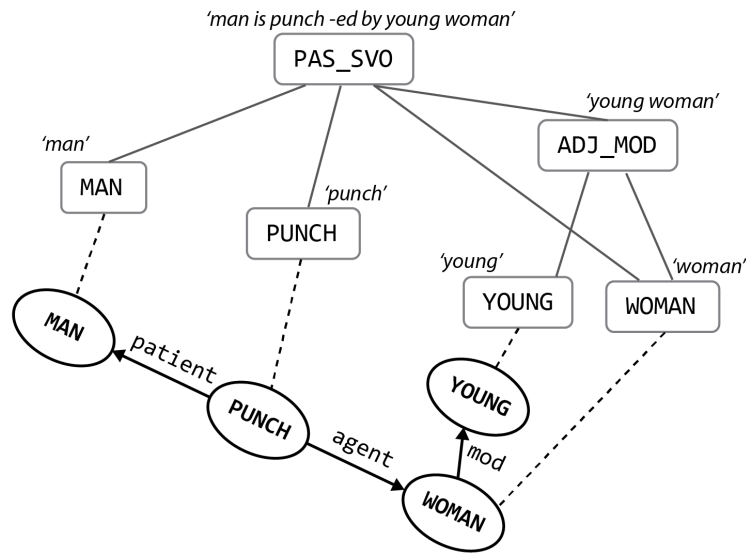 ‘man is punch -ed by young woman’
PAS_SVO
‘young woman’
ADJ_MOD
‘man’
MAN
‘punch’
PUNCH
‘young’
YOUNG
‘woman’
WOMAN
MAN
patient
PUNCH
agent
YOUNG
mod
WOMAN